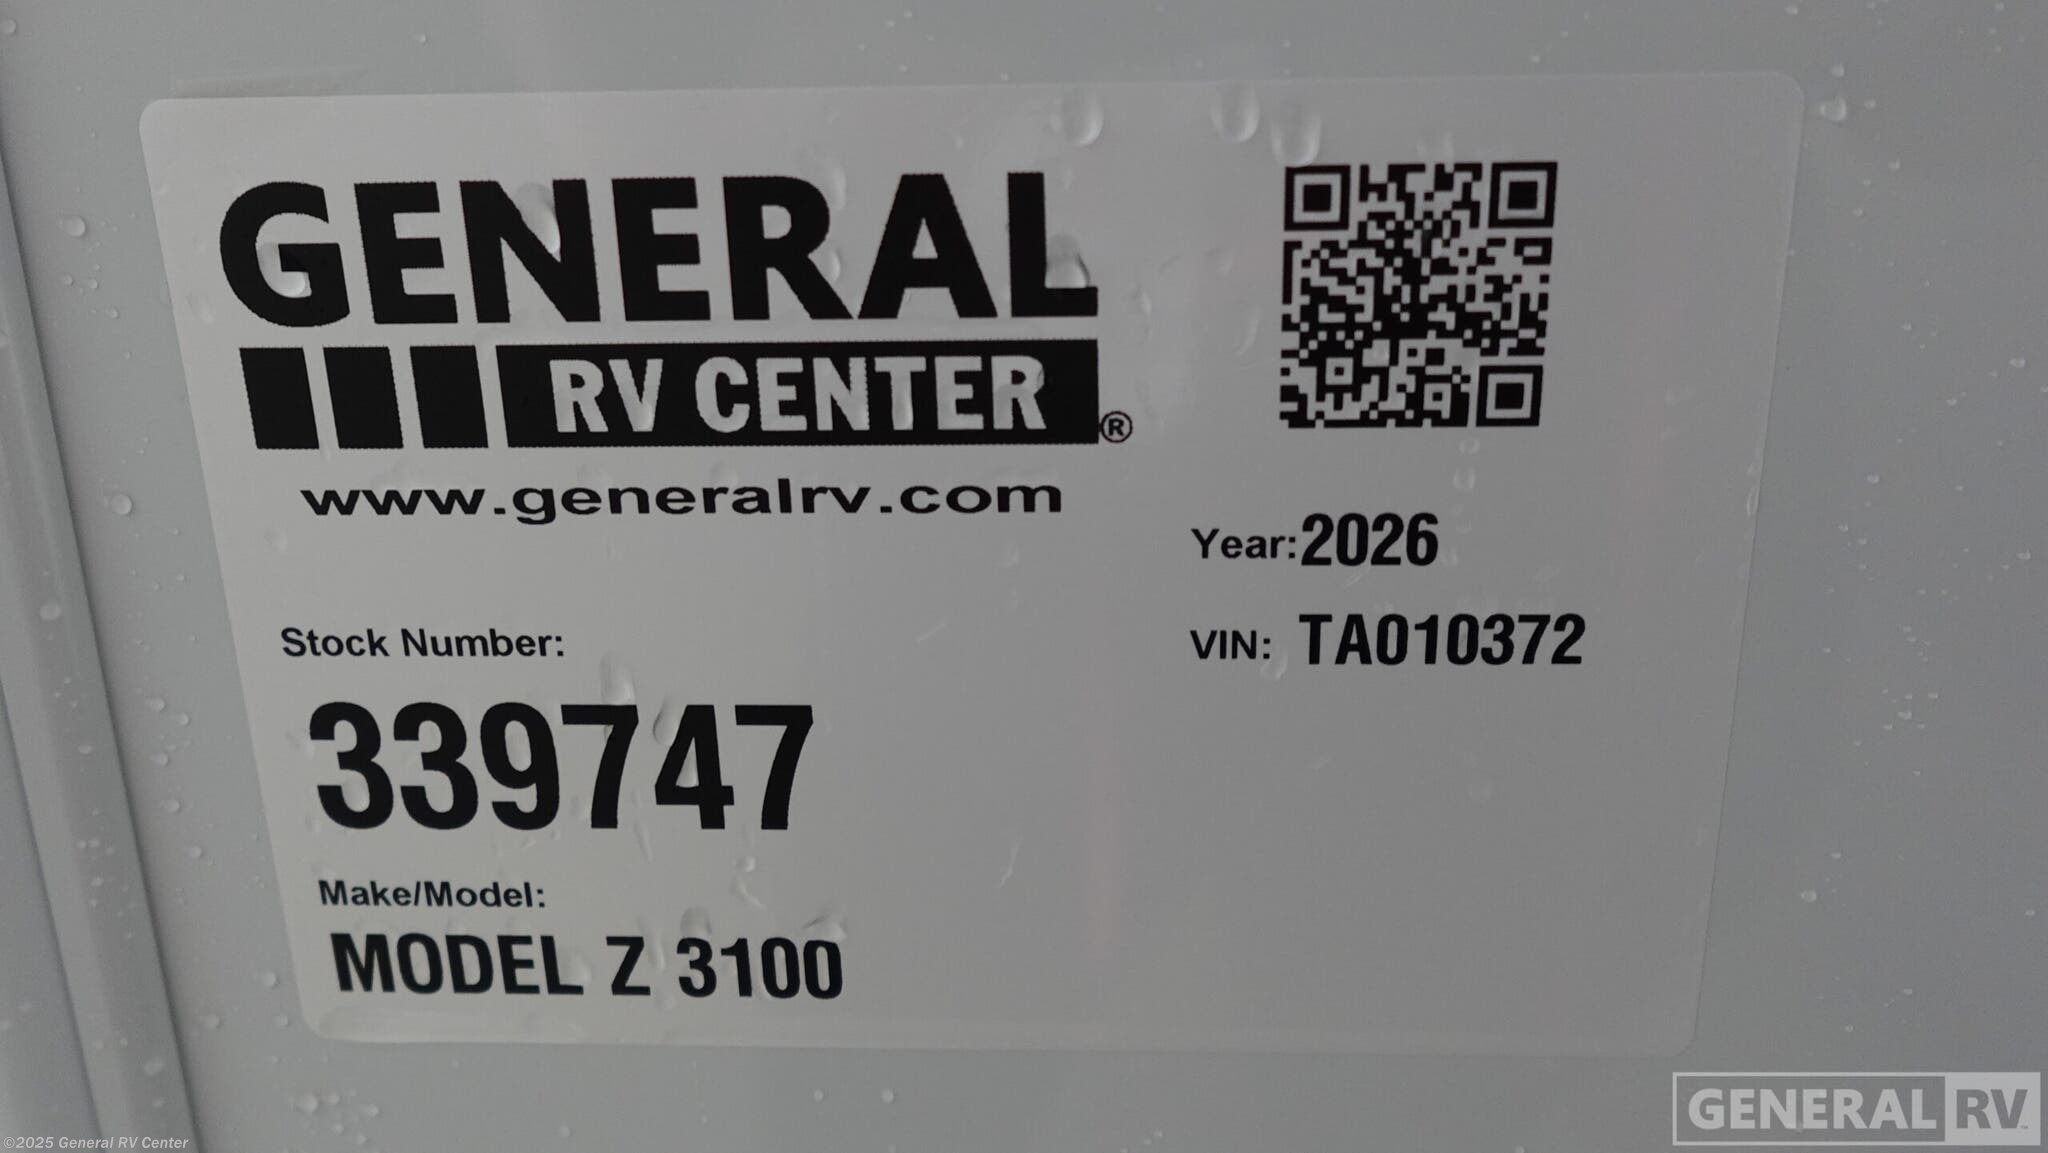 GENERAL
RV CENTER®
www.generalrv.com
Year: 2026
VIN: TA010372
Stock Number:
339747
Make/Model:
MODEL Z 3100
©2025 General RV Center
GENERAL RV™